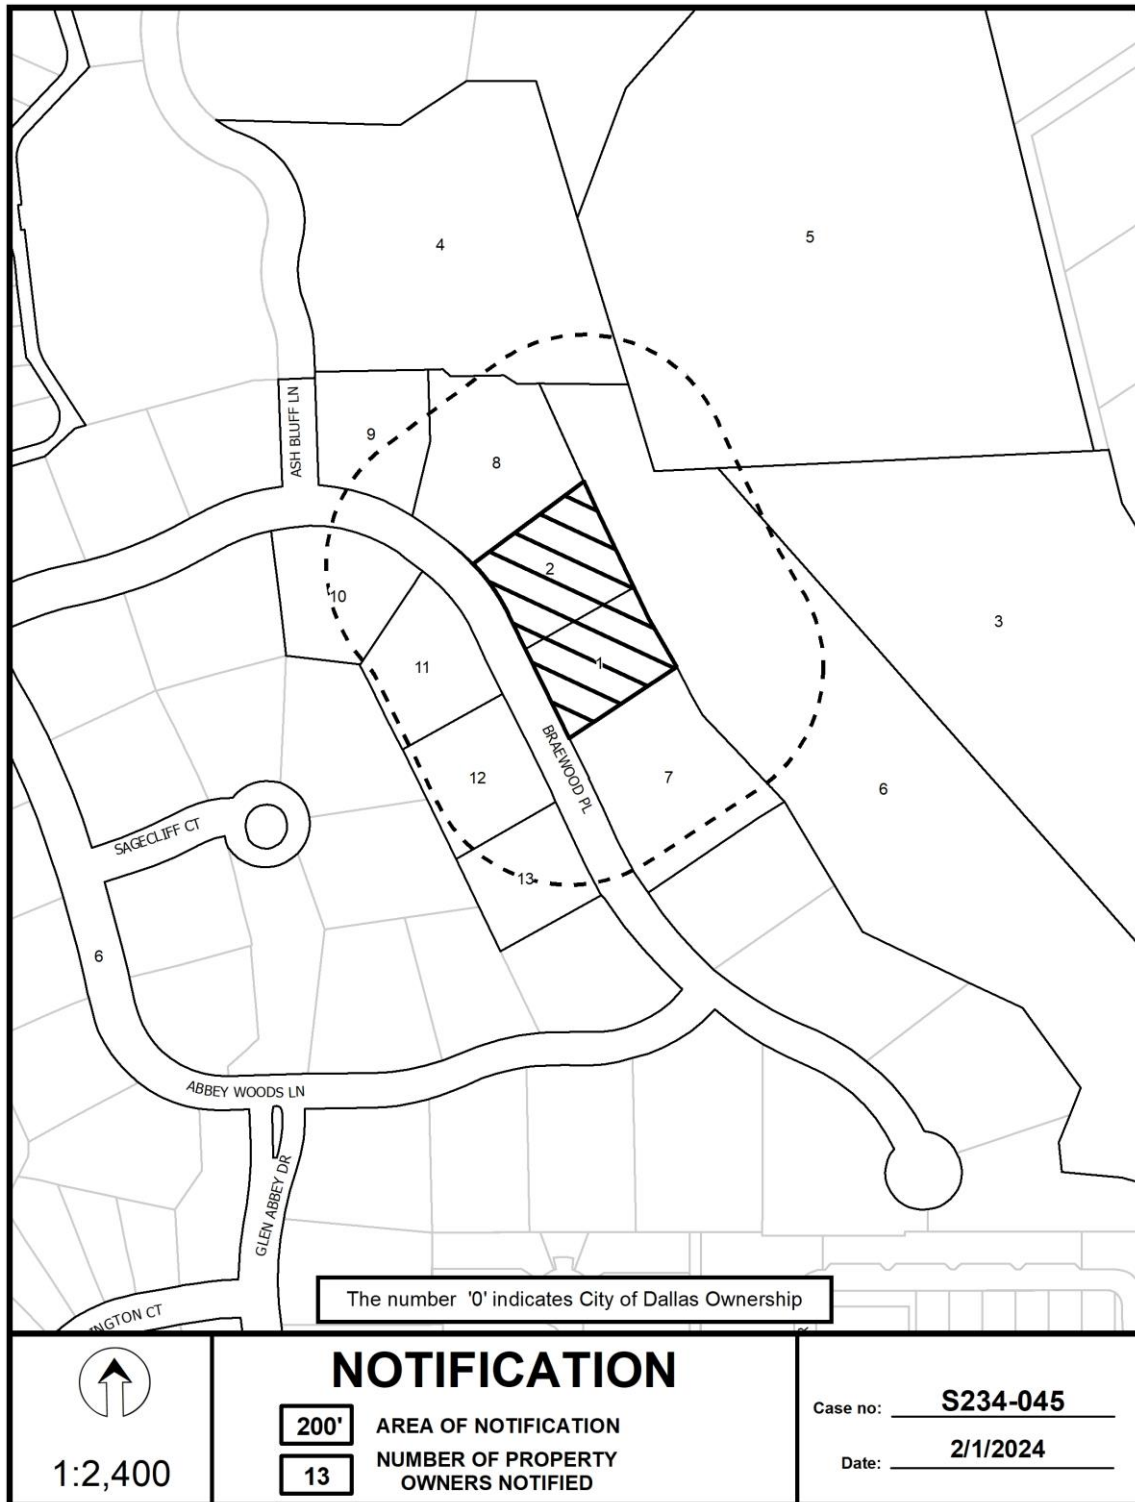 4
5
ASH BLUFF LN
9
8
2
10
3
11
1
BRAEWOOD PL
12
7
6
SAGECLIFF CT
13
6
ABBEY WOODS LN
GLEN ABBEY DR
INGTON CT
The number '0' indicates City of Dallas Ownership
1:2,400
NOTIFICATION
200' AREA OF NOTIFICATION
13 NUMBER OF PROPERTY
OWNERS NOTIFIED
Case no: S234-045
Date: 2/1/2024